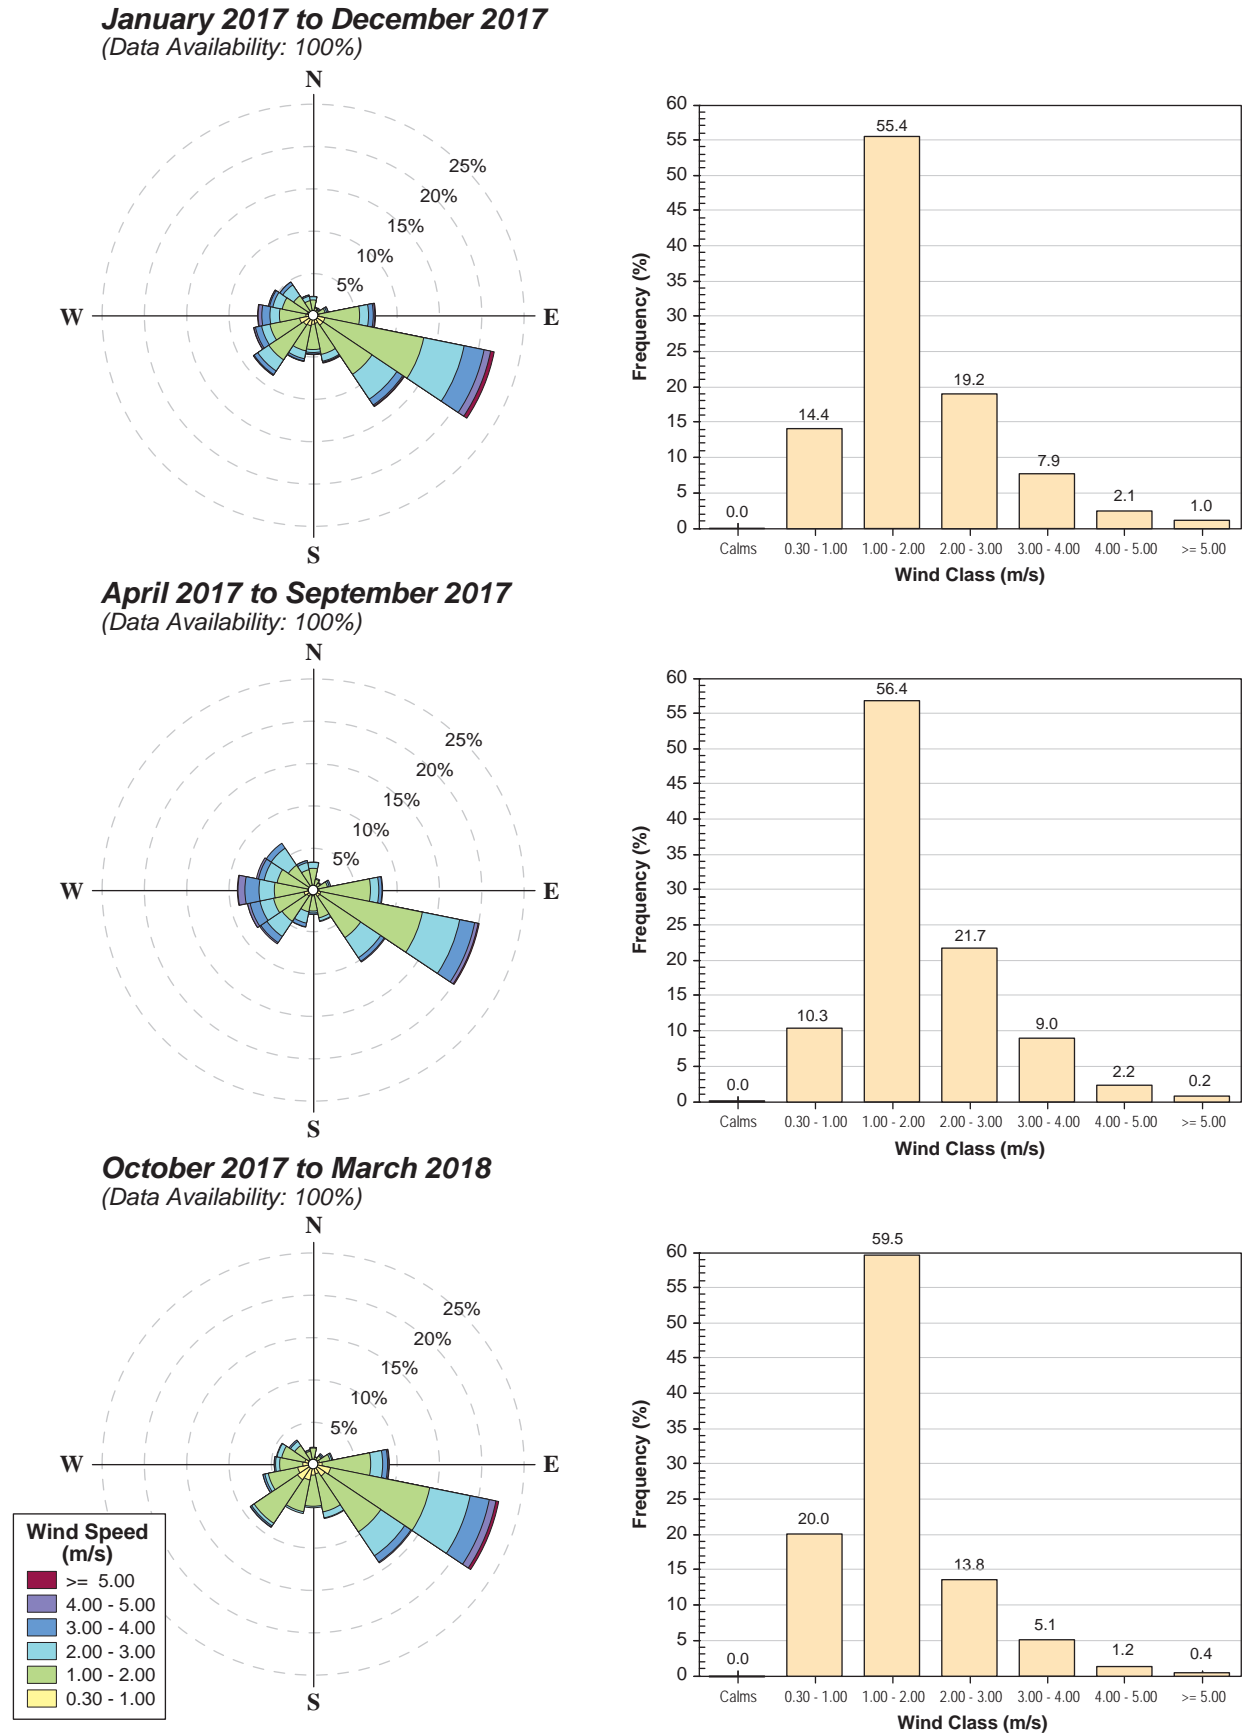 January 2017 to December 2017
(Data Availability: 100%)
N
25%
20%
15%
10%
5%
W
E
S
Frequency (%)
60
55
50
45
40
35
30
25
20
15
10
5
0
0.0
14.4
55.4
19.2
7.9
2.1
1.0
Calms
0.30 - 1.00
1.00 - 2.00
2.00 - 3.00
3.00 - 4.00
4.00 - 5.00
>= 5.00
Wind Class (m/s)
April 2017 to September 2017
(Data Availability: 100%)
N
25%
20%
15%
10%
5%
W
E
S
Frequency (%)
60
55
50
45
40
35
30
25
20
15
10
5
0
0.0
10.3
56.4
21.7
9.0
2.2
0.2
Calms
0.30 - 1.00
1.00 - 2.00
2.00 - 3.00
3.00 - 4.00
4.00 - 5.00
>= 5.00
Wind Class (m/s)
October 2017 to March 2018
(Data Availability: 100%)
N
25%
20%
15%
10%
5%
W
E
S
Wind Speed
(m/s)
>= 5.00
4.00 - 5.00
3.00 - 4.00
2.00 - 3.00
1.00 - 2.00
0.30 - 1.00
Frequency (%)
60
55
50
45
40
35
30
25
20
15
10
5
0
0.0
20.0
59.5
13.8
5.1
1.2
0.4
Calms
0.30 - 1.00
1.00 - 2.00
2.00 - 3.00
3.00 - 4.00
4.00 - 5.00
>= 5.00
Wind Class (m/s)